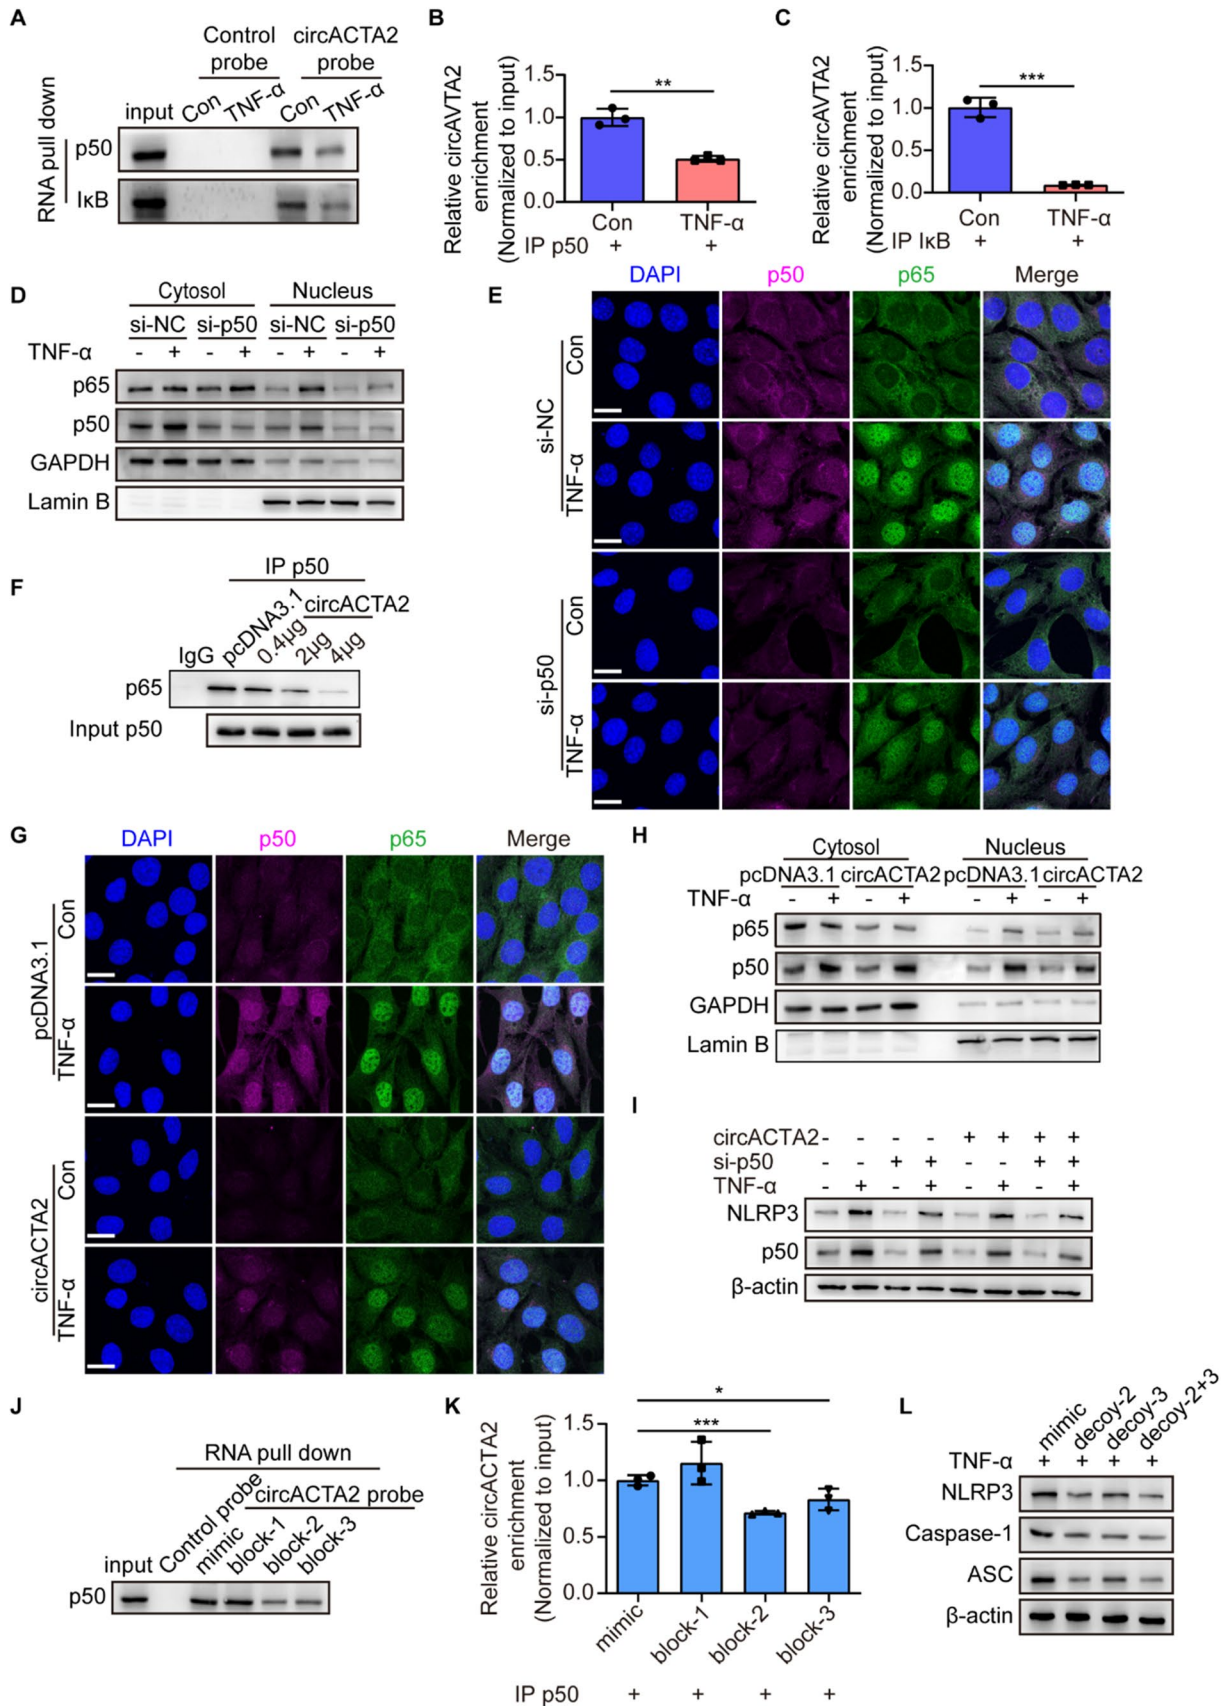 A
Control probe
circACTA2 probe
input Con TNF-α Con TNF-α
RNA pull down
p50
IκB
B
Relative circAVTA2
enrichment
(Normalized to input)
1.5
1.0
0.5
0.0
**
Con TNF-α
IP p50 + +
C
Relative circAVTA2
enrichment
(Normalized to input)
1.5
1.0
0.5
0.0
***
Con TNF-α
IP IκB + +
D
Cytosol Nucleus
si-NC si-p50 si-NC si-p50
TNF-α - + - + - + - +
p65
p50
GAPDH
Lamin B
E
DAPI p50 p65 Merge
si-NC
Con
TNF-α
si-p50
Con
TNF-α
F
IP p50
circACTA2
IgG pcDNA3.1 0.4μg 2μg 4μg
p65
Input p50
G
DAPI p50 p65 Merge
pcDNA3.1
Con
TNF-α
circACTA2
Con
TNF-α
H
Cytosol Nucleus
pcDNA3.1 circACTA2 pcDNA3.1 circACTA2
TNF-α - + - + - + - +
p65
p50
GAPDH
Lamin B
I
circACTA2 - - - - + + + +
si-p50 - - + + - - + +
TNF-α - + - + - + - +
NLRP3
p50
β-actin
J
RNA pull down
circACTA2 probe
input Control probe mimic block-1 block-2 block-3
p50
K
Relative circACTA2
enrichment
(Normalized to input)
1.5
1.0
0.5
0.0
*
***
mimic block-1 block-2 block-3
IP p50 + + + +
L
mimic decoy-2 decoy-3 decoy-2+3
TNF-α + + + +
NLRP3
Caspase-1
ASC
β-actin